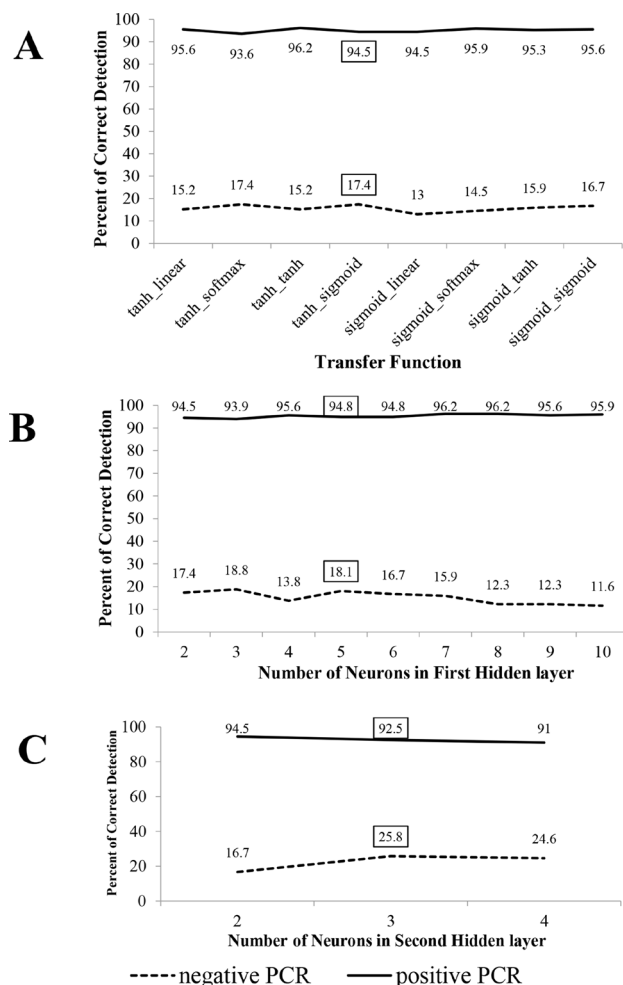 A
Percent of Correct Detection
100
90
80
70
60
50
40
30
20
10
0
95.6 93.6 96.2 94.5 94.5 95.9 95.3 95.6
15.2 17.4 15.2 17.4 13 14.5 15.9 16.7
tanh_linear tanh_softmax tanh_tanh tanh_sigmoid sigmoid_linear sigmoid_softmax sigmoid_tanh sigmoid_sigmoid
Transfer Function
B
Percent of Correct Detection
100
90
80
70
60
50
40
30
20
10
0
94.5 93.9 95.6 94.8 94.8 96.2 96.2 95.6 95.9
17.4 18.8 13.8 18.1 16.7 15.9 12.3 12.3 11.6
2 3 4 5 6 7 8 9 10
Number of Neurons in First Hidden layer
C
Percent of Correct Detection
100
80
60
40
20
0
94.5 92.5 91
16.7 25.8 24.6
2 3 4
Number of Neurons in Second Hidden layer
negative PCR positive PCR